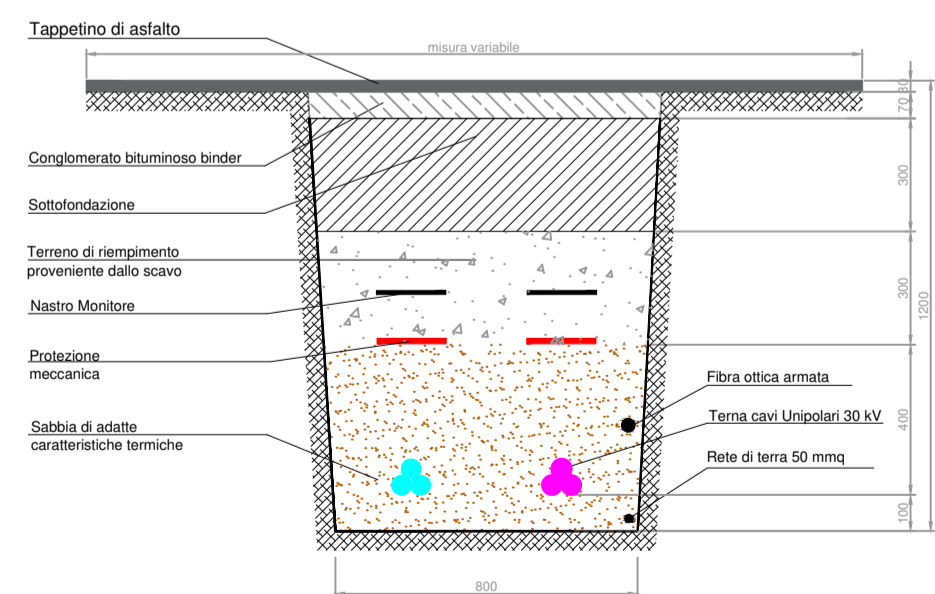 Tappetino di asfalto
misura variabile
30
70
Conglomerato bituminoso binder
300
Sottofondazione
Terreno di riempimento
proveniente dallo scavo
300
1200
Nastro Monitore
Protezione
meccanica
Fibra ottica armata
Terna cavi Unipolari 30 kV
400
Sabbia di adatte
caratteristiche termiche
Rete di terra 50 mmq
100
800